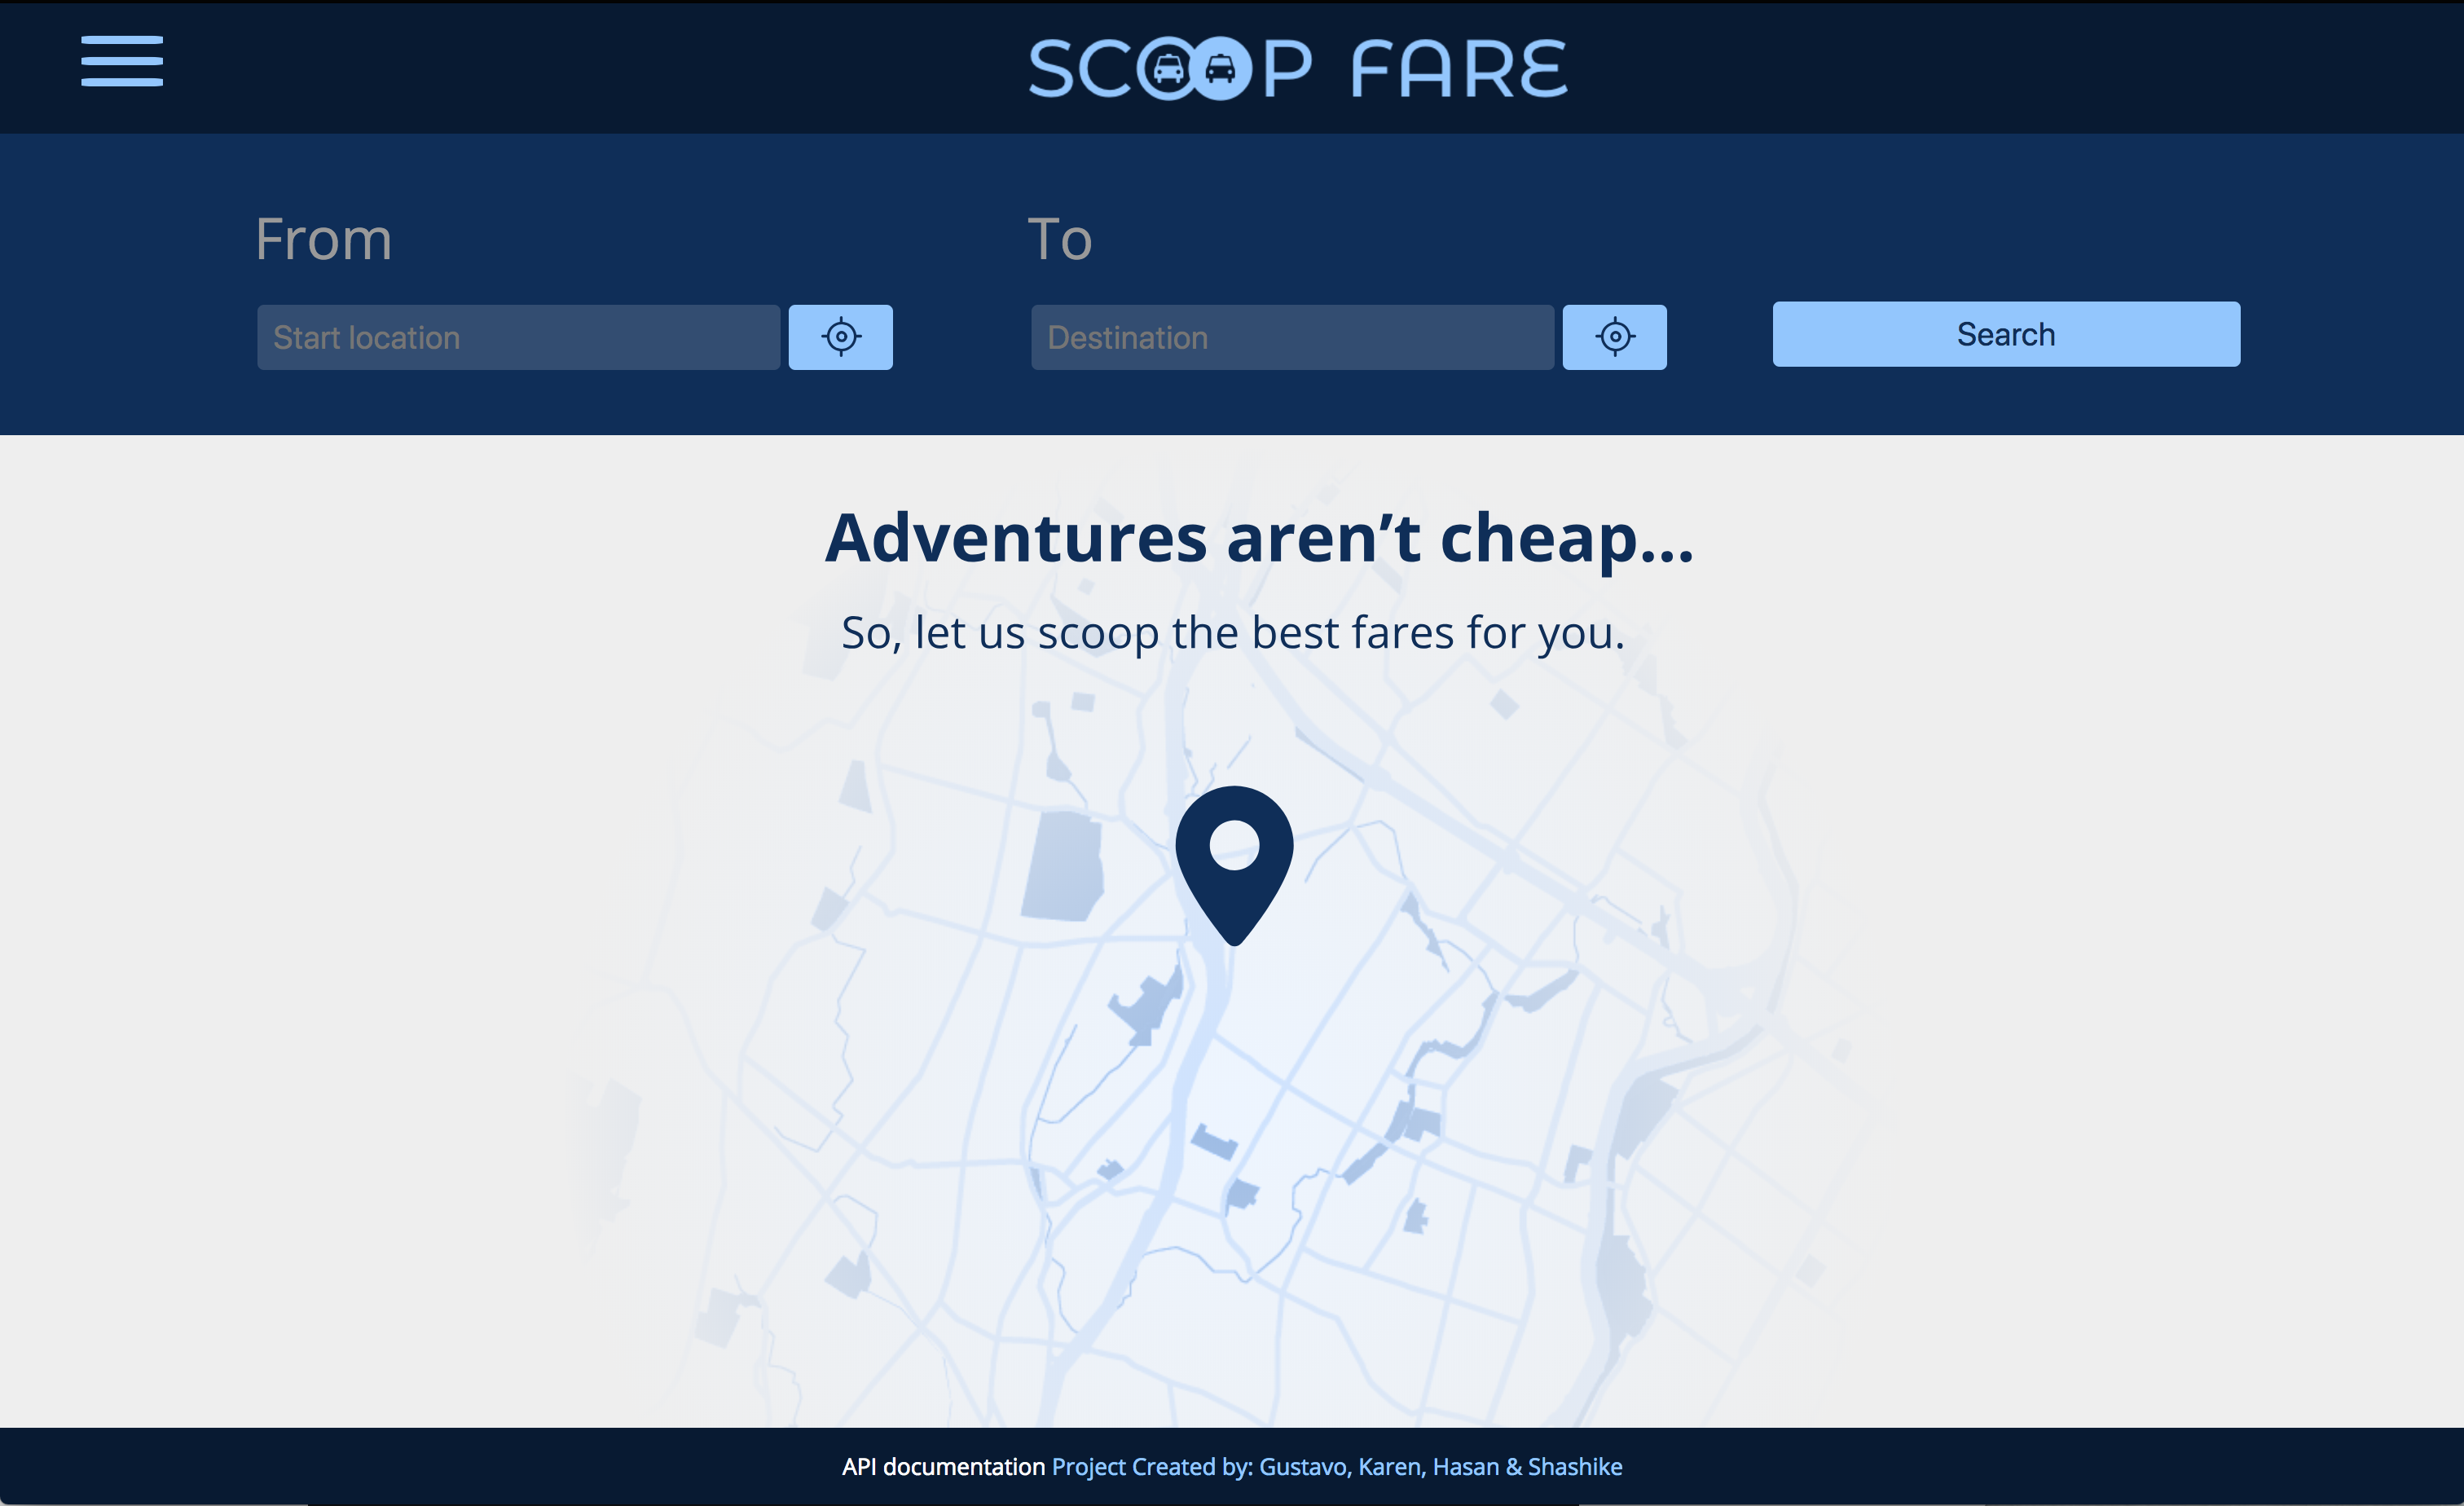 SCOOP FARE
From
To
Start location
Destination
Search
Adventures aren’t cheap...
So, let us scoop the best fares for you.
API documentation Project Created by: Gustavo, Karen, Hasan & Shashike